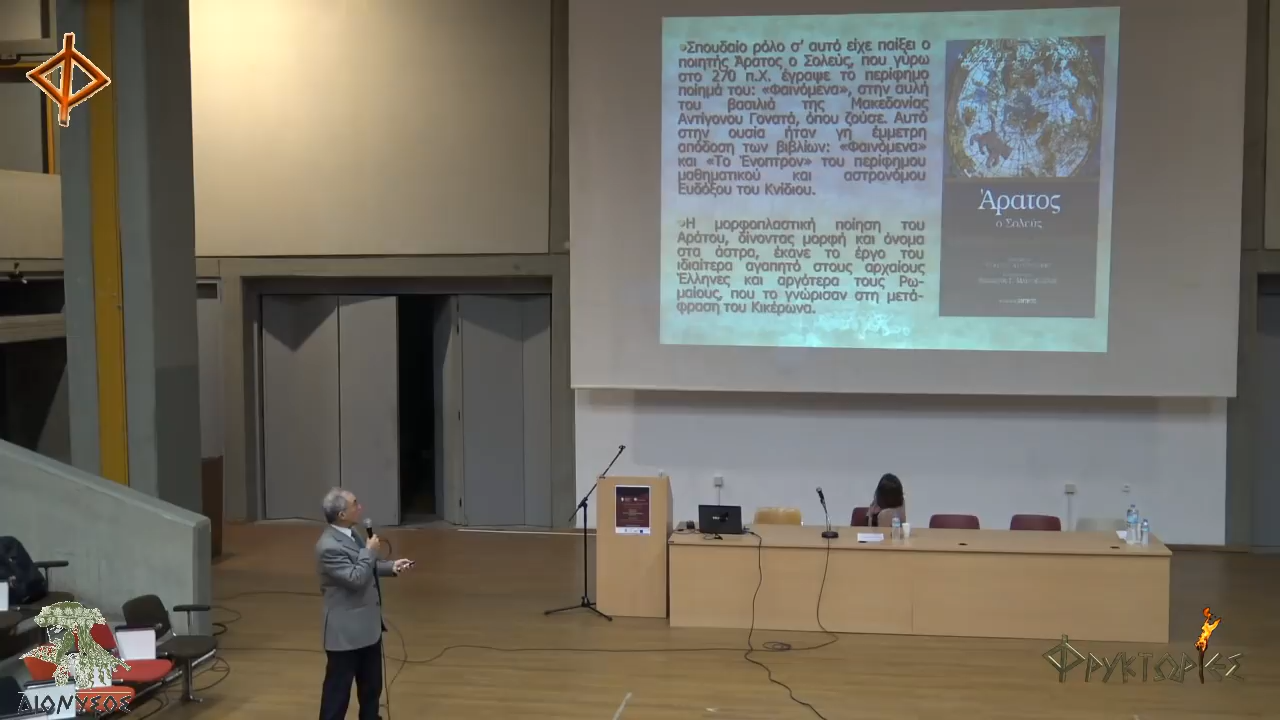 Σπουδαίο ρόλο σ' αυτό είχε παίξει ο
ποιητής Άρατος ο Σολεύς, που γύρω
στο 270 π.Χ. έγραψε το περίφημο
ποίημά του: «Φαινόμενα», στην αυλή
του βασιλιά της Μακεδονίας
Αντίγονου Γονατά, όπου ζούσε. Αυτό
στην ουσία ήταν γη έμμετρη
απόδοση των βιβλίων: «Φαινόμενα»
και «Το Ένοπτρον» του περίφημου
μαθηματικού και αστρονόμου
Ευδόξου του Κνίδιου.
Η μορφοπλαστική ποίηση του
Αράτου, δίνοντας μορφή και όνομα
στα άστρα, έκανε το έργο του
ιδιαίτερα αγαπητό στους αρχαίους
Έλληνες και αργότερα τους Ρω-
μαίους, που το γνώρισαν στη μετά-
φραση του Κικέρωνα.
Ἄρατος
ὁ Σολεὺς
ΔΙΟΝΥΣΟΣ
ΦΡΥΚΤΩΡΙΕΣ